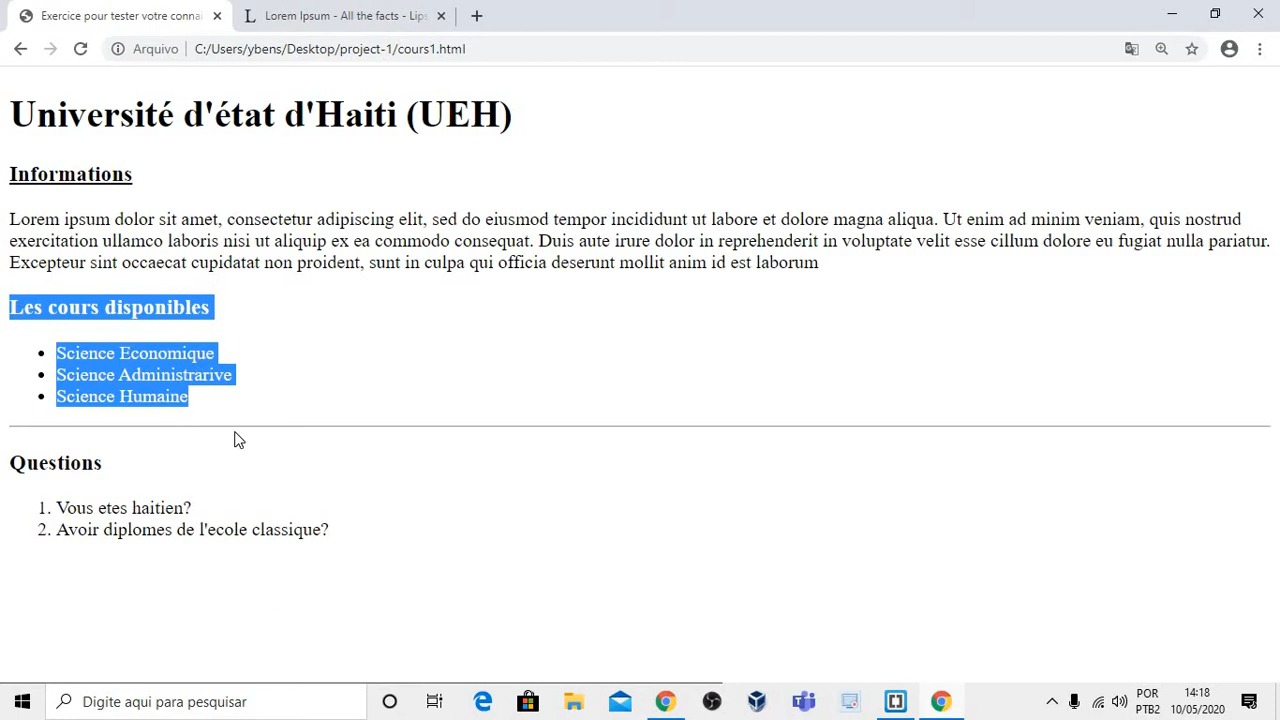 Exercice pour tester votre connai
Lorem Ipsum - All the facts - Lips
Arquivo
C:/Users/ybens/Desktop/project-1/cours1.html
Université d'état d'Haiti (UEH)
Informations
Lorem ipsum dolor sit amet, consectetur adipiscing elit, sed do eiusmod tempor incididunt ut labore et dolore magna aliqua. Ut enim ad minim veniam, quis nostrud
exercitation ullamco laboris nisi ut aliquip ex ea commodo consequat. Duis aute irure dolor in reprehenderit in voluptate velit esse cillum dolore eu fugiat nulla pariatur.
Excepteur sint occaecat cupidatat non proident, sunt in culpa qui officia deserunt mollit anim id est laborum
Les cours disponibles
• Science Economique
• Science Administrarive
• Science Humaine
Questions
1. Vous etes haitien?
2. Avoir diplomes de l'ecole classique?
Digite aqui para pesquisar
POR
PTB2
14:18
10/05/2020